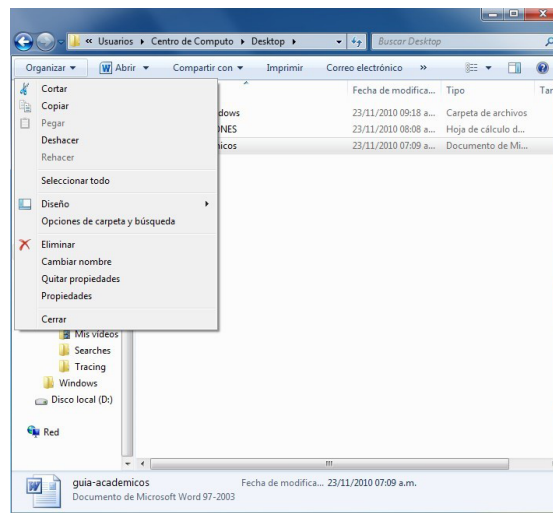 « Usuarios Centro de Computo Desktop Buscar Desktop
Organizar Abrir Compartir con Imprimir Correo electrónico »
Fecha de modifica... Tipo Tar
Cortar
Copiar
Pegar
Deshacer
Rehacer
Seleccionar todo
Diseño
Opciones de carpeta y búsqueda
Eliminar
Cambiar nombre
Quitar propiedades
Propiedades
Cerrar
dows 23/11/2010 09:18 a... Carpeta de archivos
NES 23/11/2010 08:08 a... Hoja de cálculo d...
icos 23/11/2010 07:09 a... Documento de Mi...
Mis vídeos
Searches
Tracing
Windows
Disco local (D:)
Red
guia-academicos Fecha de modifica... 23/11/2010 07:09 a.m.
Documento de Microsoft Word 97-2003